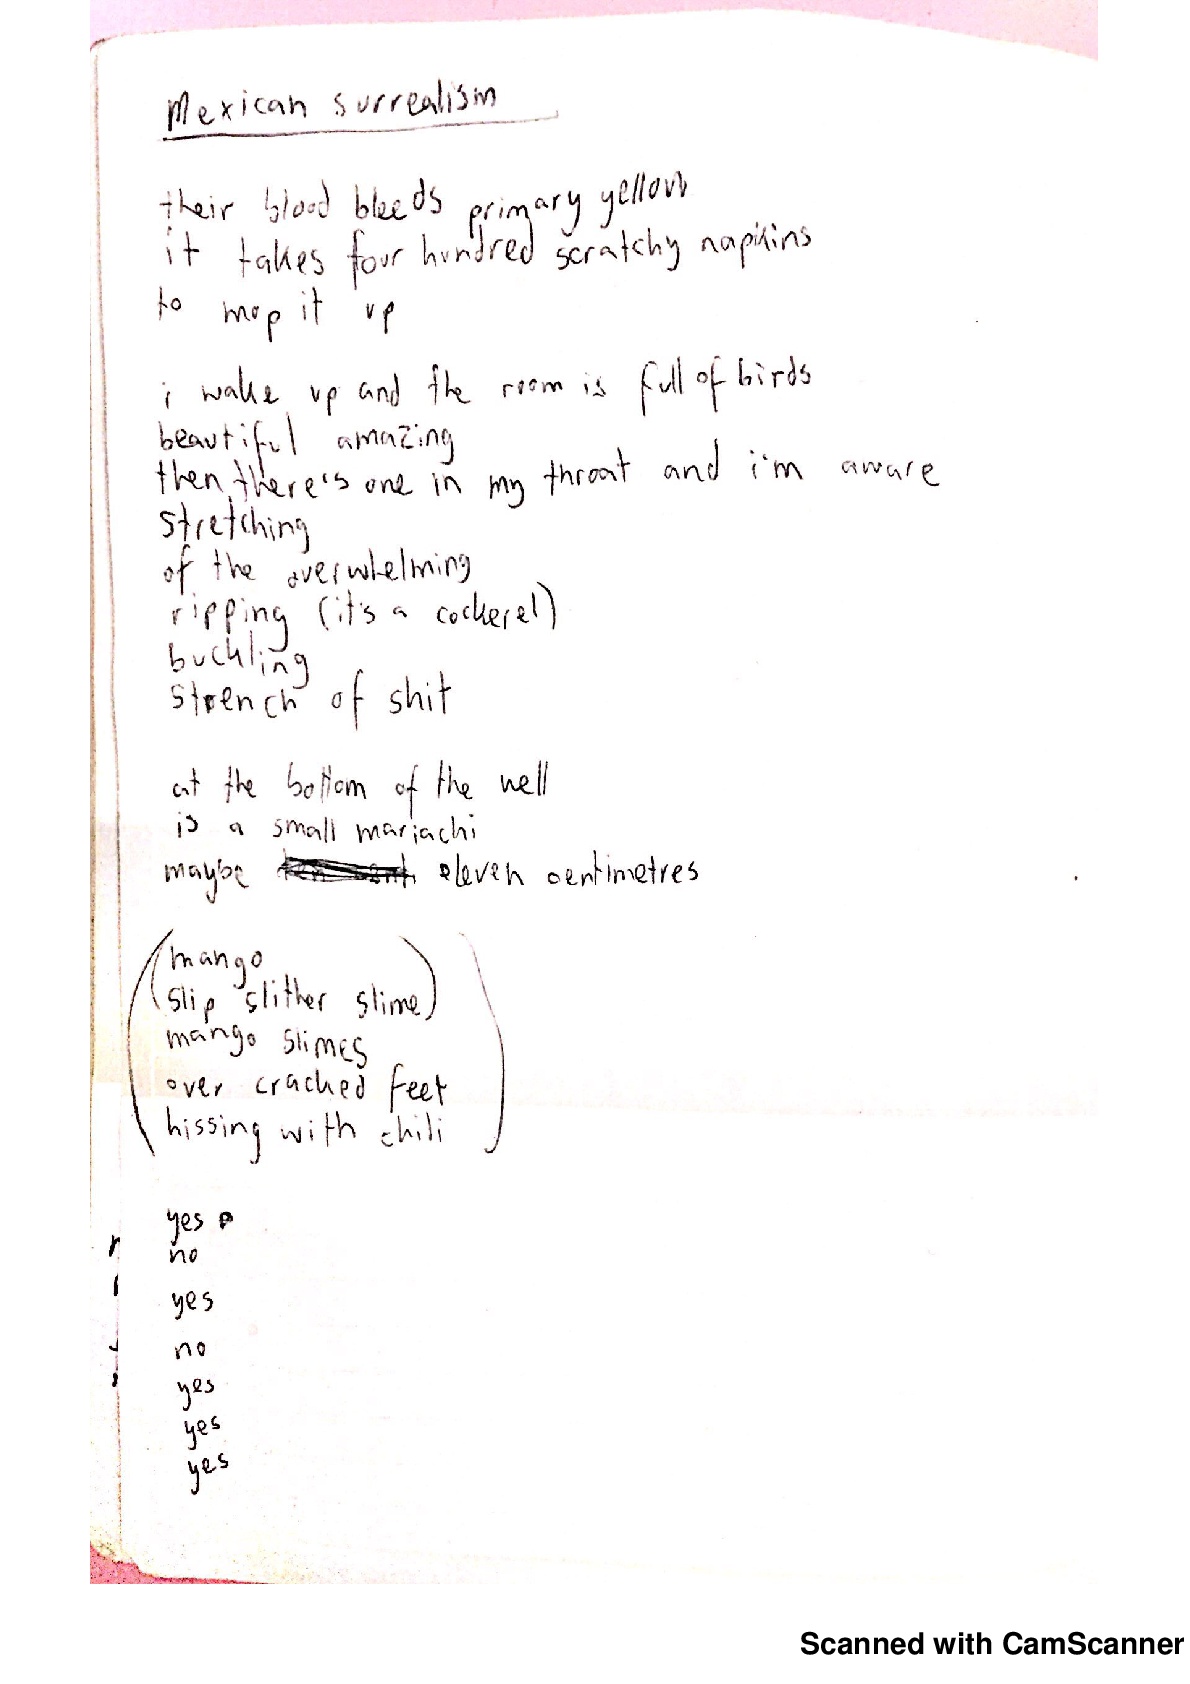 Mexican surrealism
their blood bleeds primary yellow
it takes four hundred scratchy napkins
to mop it up
i wake up and the room is full of birds
beautiful amazing
then there's one in my throat and i'm aware
stretching
of the overwhelming
ripping (it's a cockerel)
buckling
stench of shit
at the bottom of the well
is a small mariachi
maybe eleven centimetres
(mango
(slip slither slime)
mango slimes
over cracked feet
hissing with chili)
yes
no
yes
no
yes
yes
yes
Scanned with CamScanner